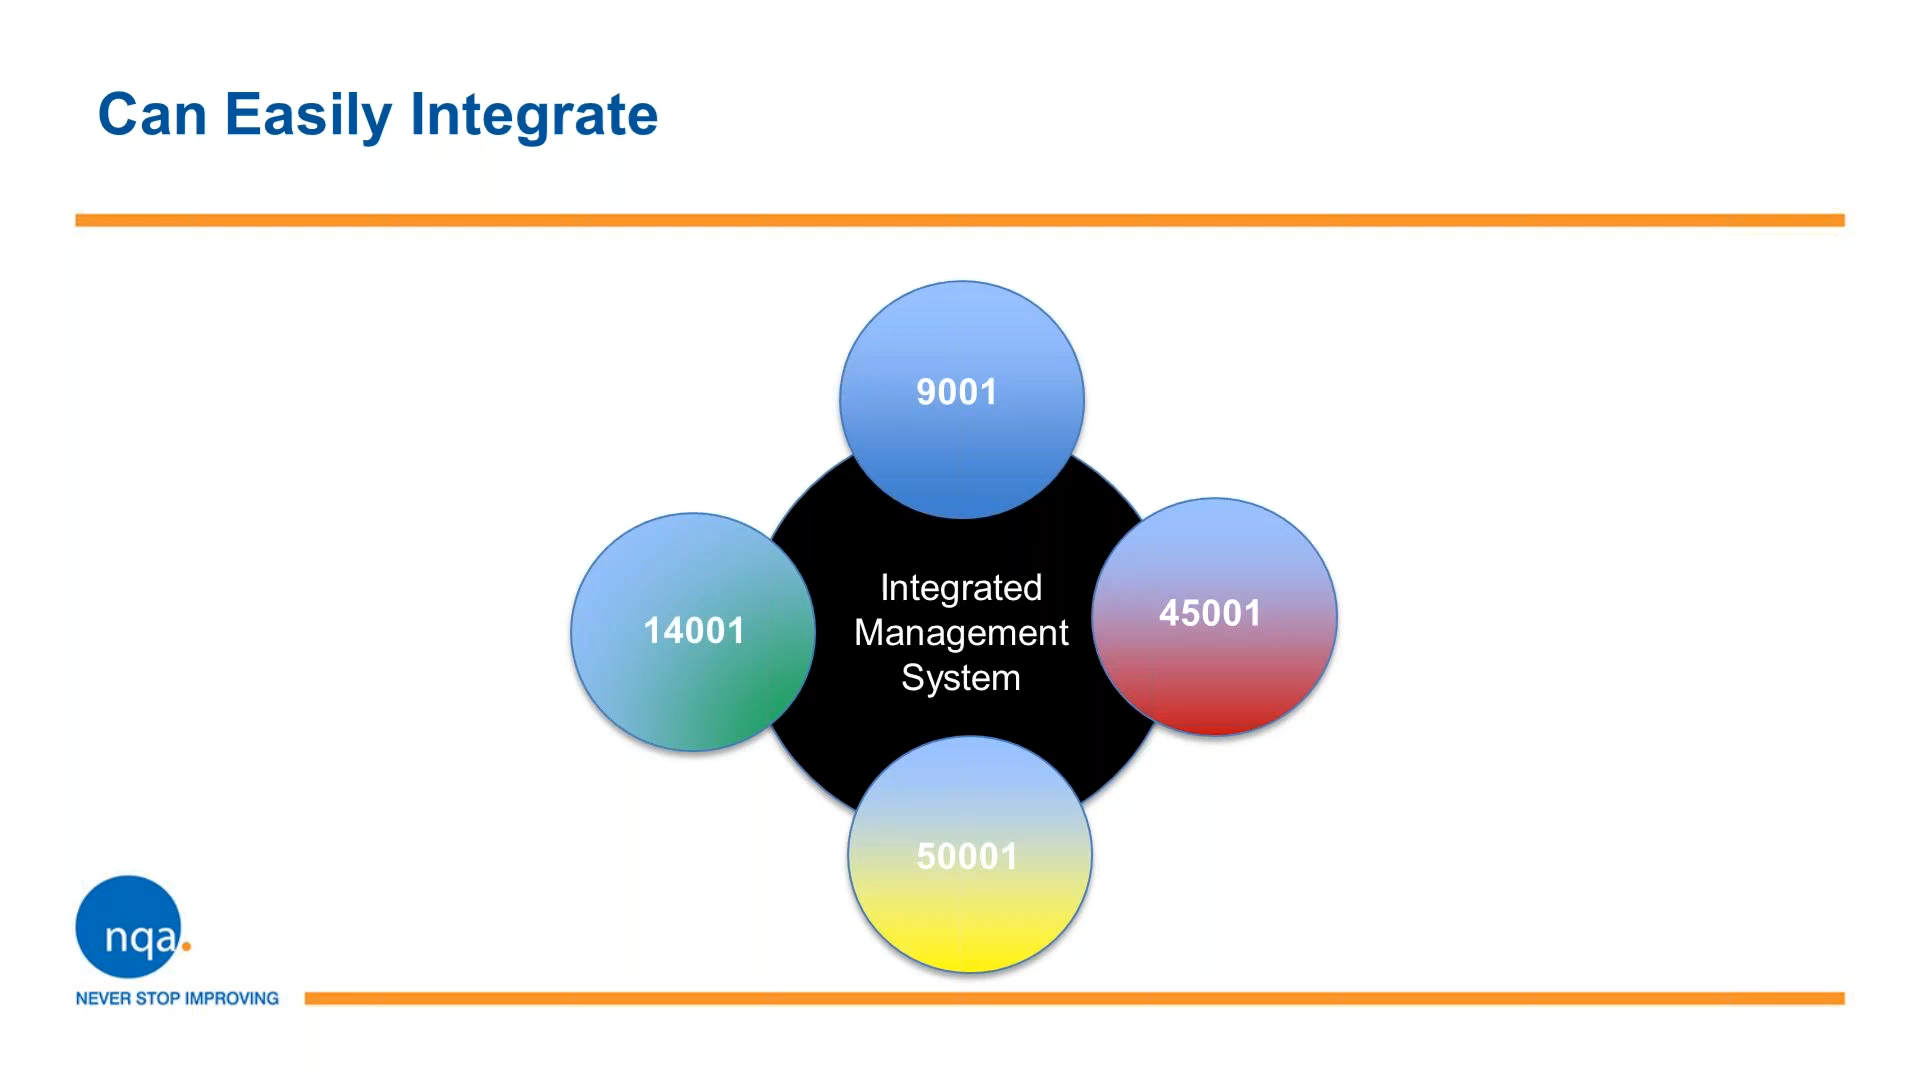 Can Easily Integrate
9001
14001
Integrated
Management
System
45001
50001
nqa.
NEVER STOP IMPROVING